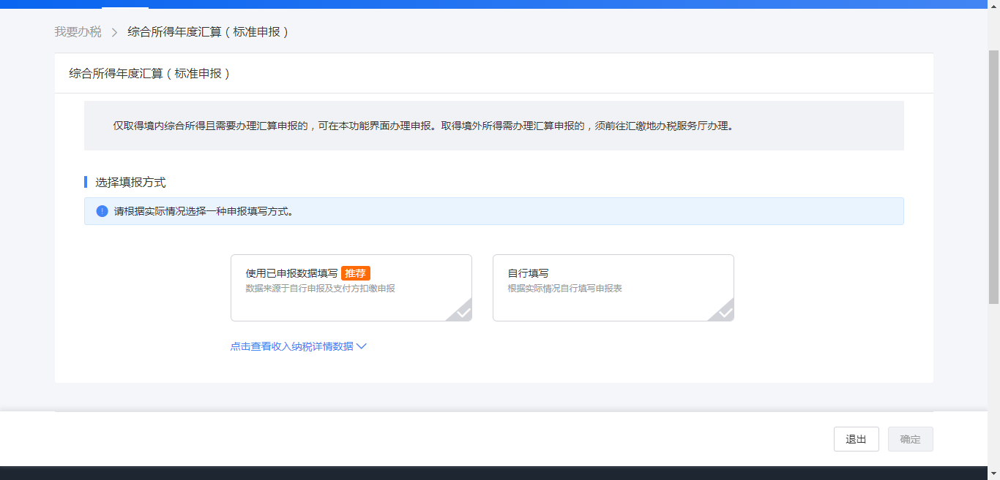 我要办税 > 综合所得年度汇算（标准申报）
综合所得年度汇算（标准申报）
仅取得境内综合所得且需要办理汇算申报的，可在本功能界面办理申报。取得境外所得需办理汇算申报的，须前往汇缴地办税服务厅办理。
选择填报方式
请根据实际情况选择一种申报填写方式。
使用已申报数据填写 推荐
数据来源于自行申报及支付方扣缴申报
自行填写
根据实际情况自行填写申报表
点击查看收入纳税详情数据
退出
确定